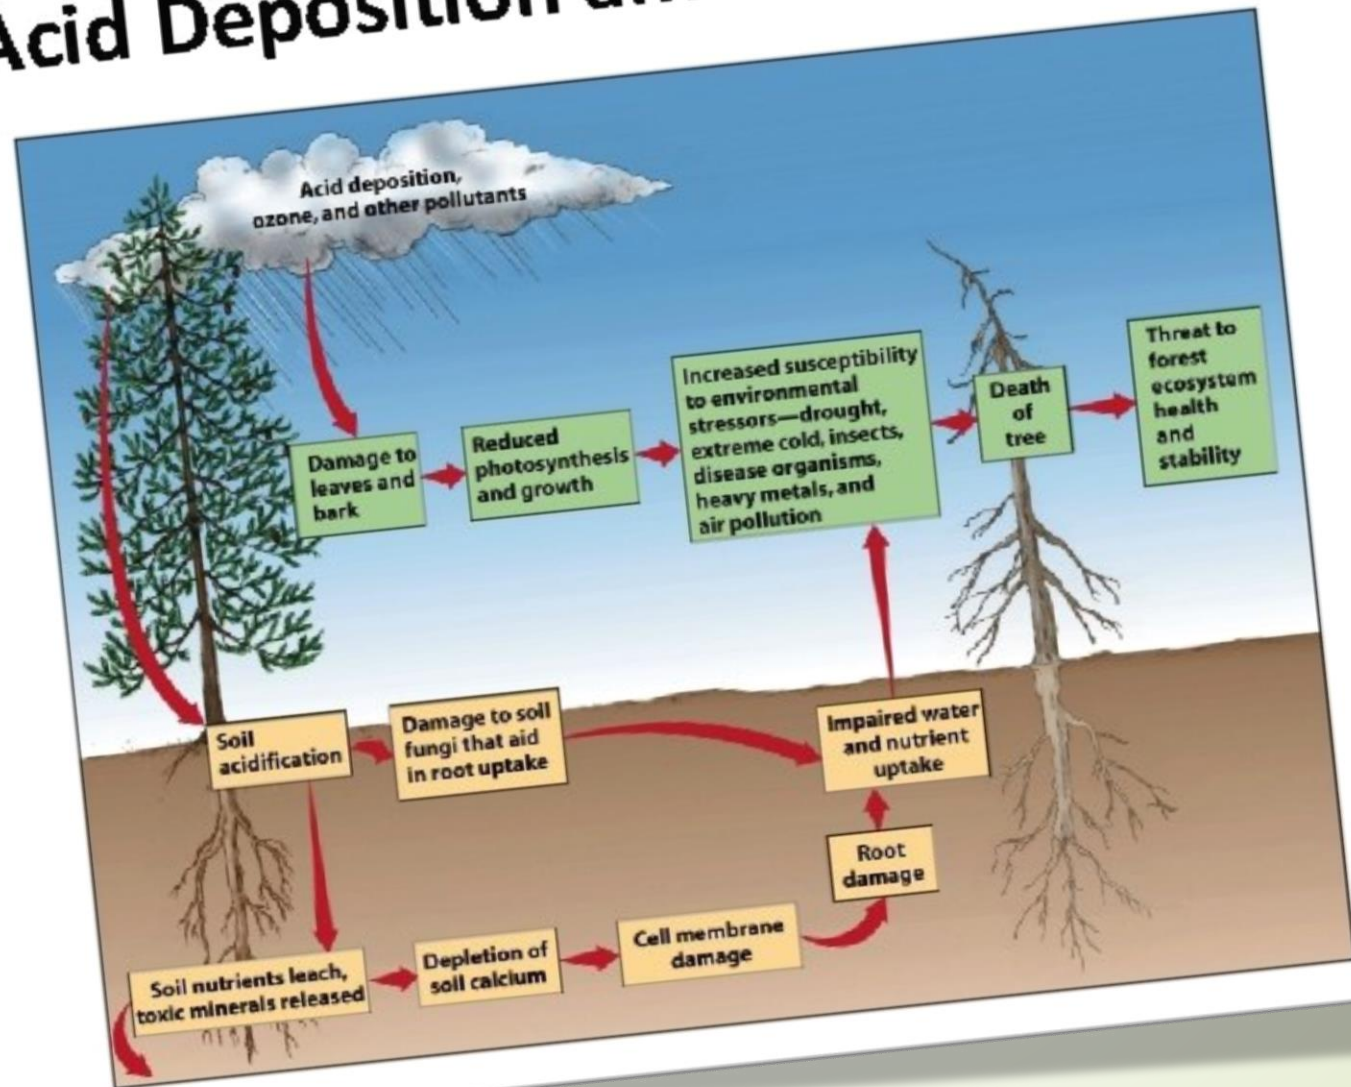 Acid Deposition
Acid deposition,
ozone, and other pollutants
Damage to
leaves and
bark
Reduced
photosynthesis
and growth
Increased susceptibility
to environmental
stressors—drought,
extreme cold, insects,
disease organisms,
heavy metals, and
air pollution
Death
of
tree
Threat to
forest
ecosystem
health
and
stability
Soil
acidification
Damage to soil
fungi that aid
in root uptake
Impaired water
and nutrient
uptake
Root
damage
Soil nutrients leach,
toxic minerals released
Depletion of
soil calcium
Cell membrane
damage